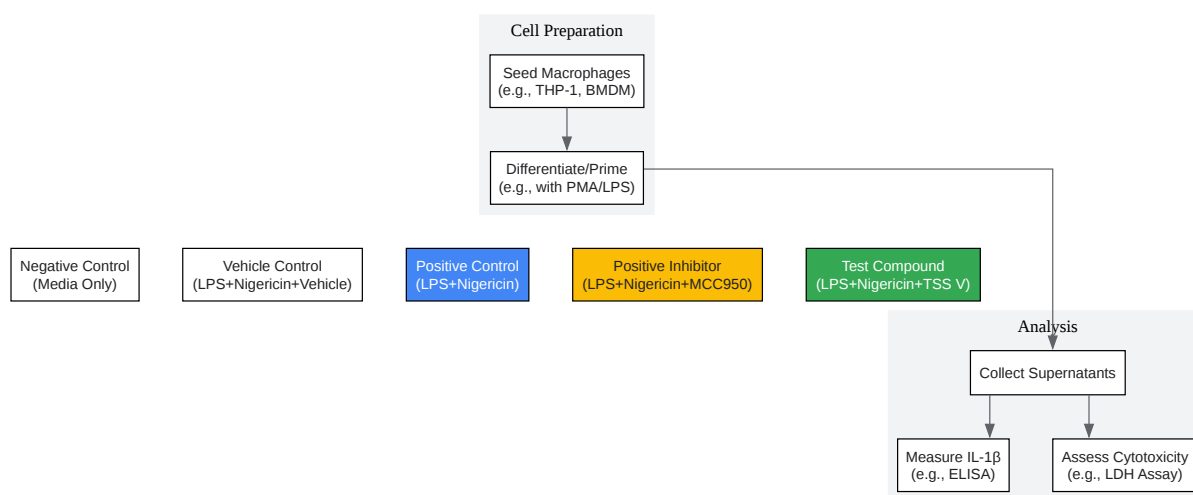 Cell Preparation
Seed Macrophages
(e.g., THP-1, BMDM)
Differentiate/Prime
(e.g., with PMA/LPS)
Negative Control
(Media Only)
Vehicle Control
(LPS+Nigericin+Vehicle)
Positive Control
(LPS+Nigericin)
Positive Inhibitor
(LPS+Nigericin+MCC950)
Test Compound
(LPS+Nigericin+TSS V)
Analysis
Collect Supernatants
Measure IL-1β
(e.g., ELISA)
Assess Cytotoxicity
(e.g., LDH Assay)